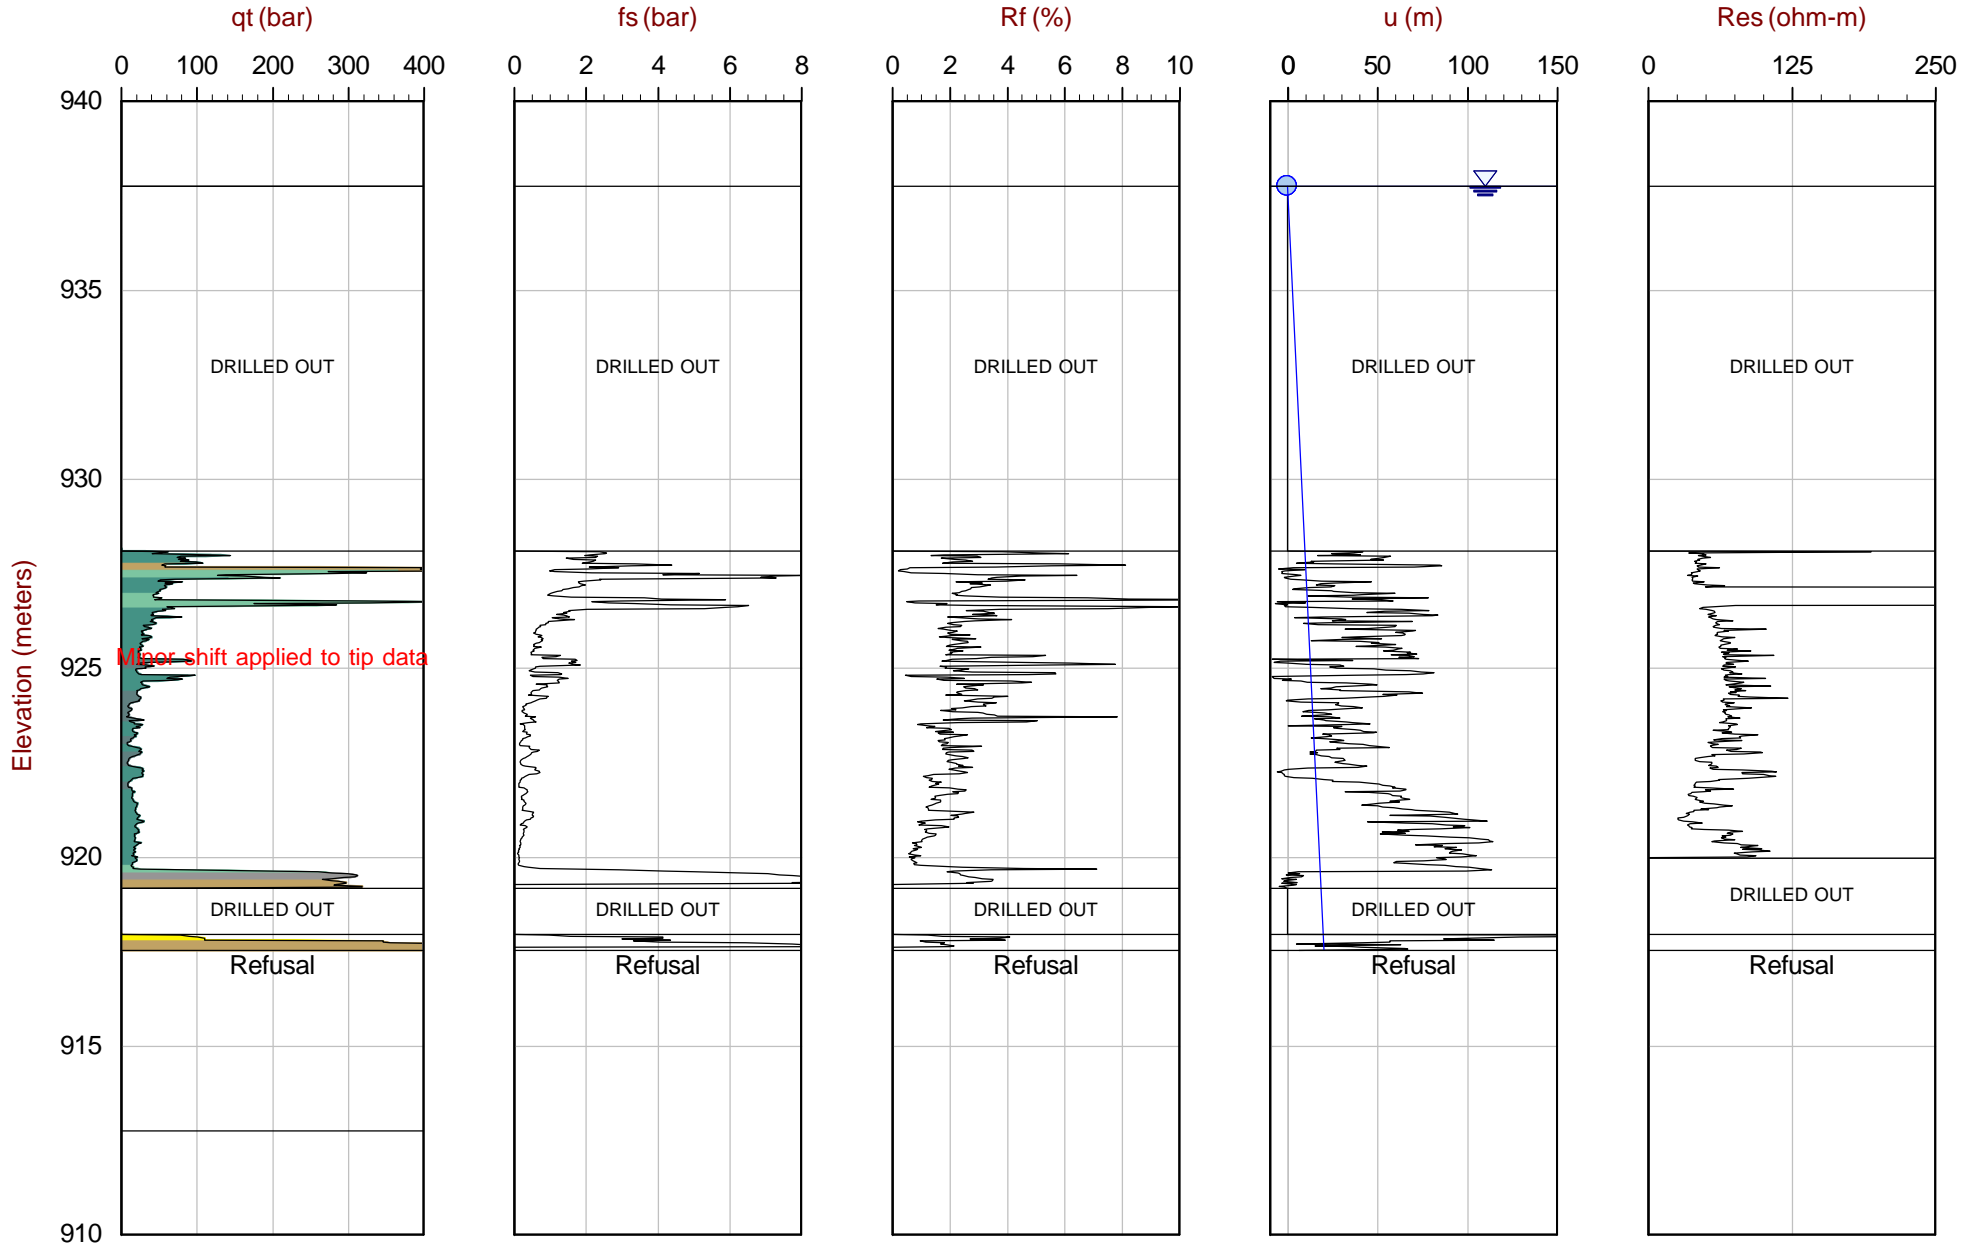 qt (bar) fs (bar) Rf (%) u (m) Res (ohm-m)
0 100 200 300 400 0 2 4 6 8 0 2 4 6 8 10 0 50 100 150 0 125 250
940
935
DRILLED OUT DRILLED OUT DRILLED OUT DRILLED OUT DRILLED OUT
930
Elevation (meters)
925
Minor shift applied to tip data
920
DRILLED OUT DRILLED OUT DRILLED OUT DRILLED OUT DRILLED OUT
Refusal Refusal Refusal Refusal Refusal
915
910